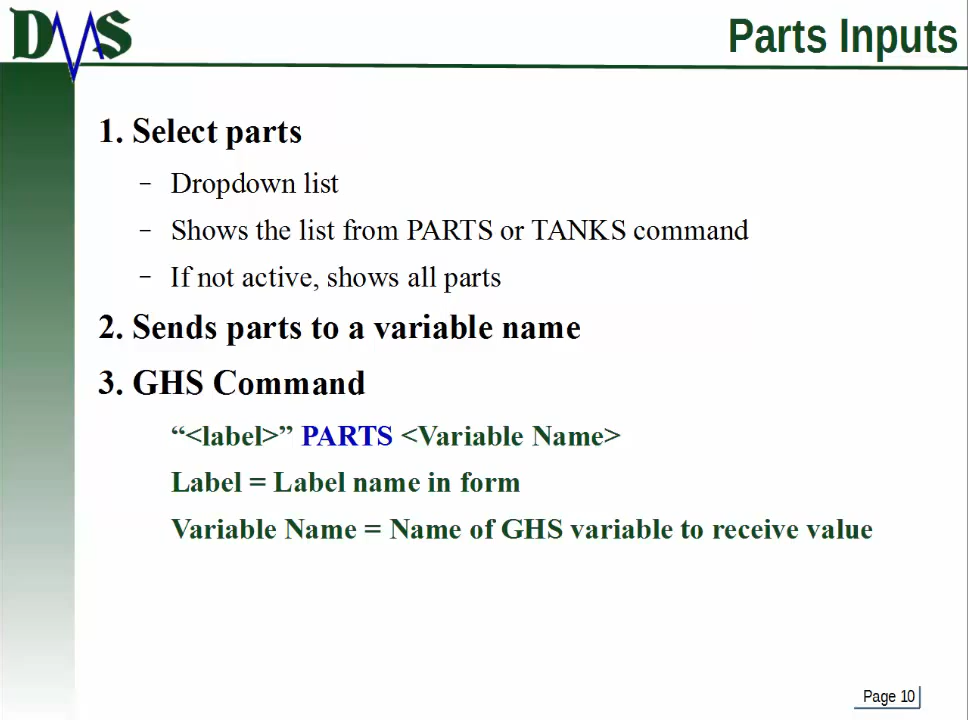 DMS
Parts Inputs
1. Select parts
– Dropdown list
– Shows the list from PARTS or TANKS command
– If not active, shows all parts
2. Sends parts to a variable name
3. GHS Command
“<label>” PARTS <Variable Name>
Label = Label name in form
Variable Name = Name of GHS variable to receive value
Page 10